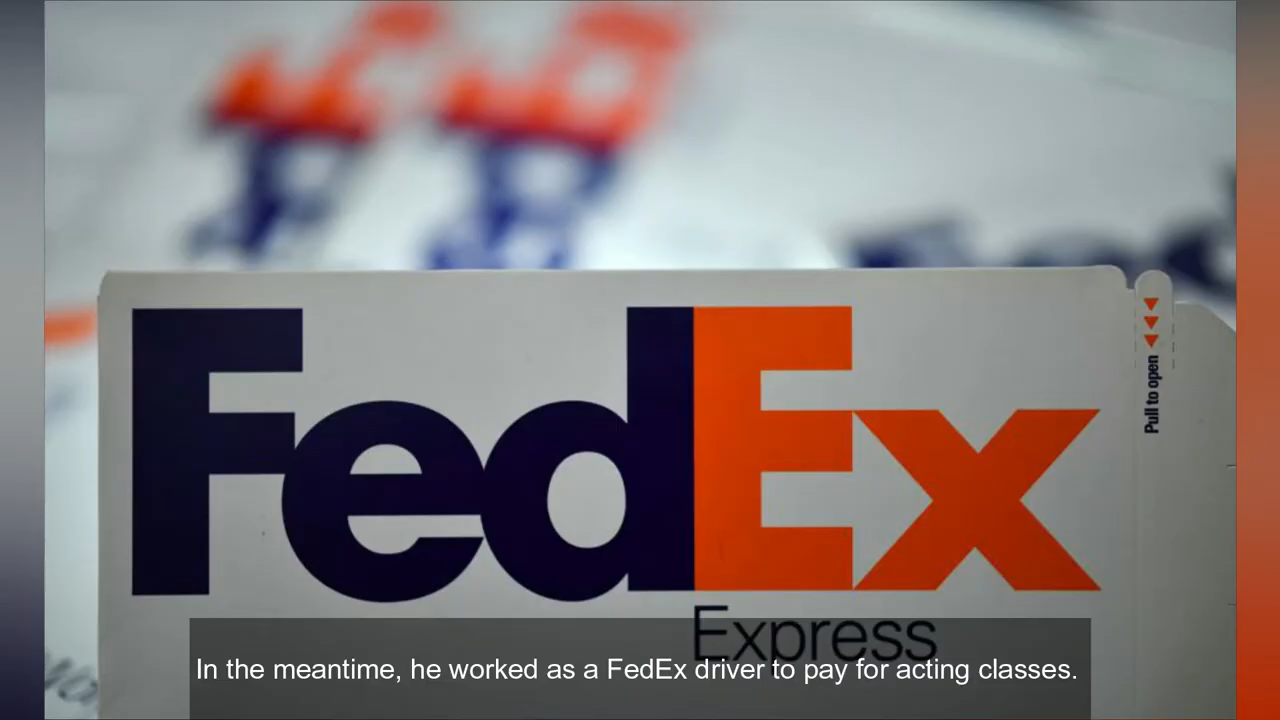 FedEx
Express
Pull to open
In the meantime, he worked as a FedEx driver to pay for acting classes.